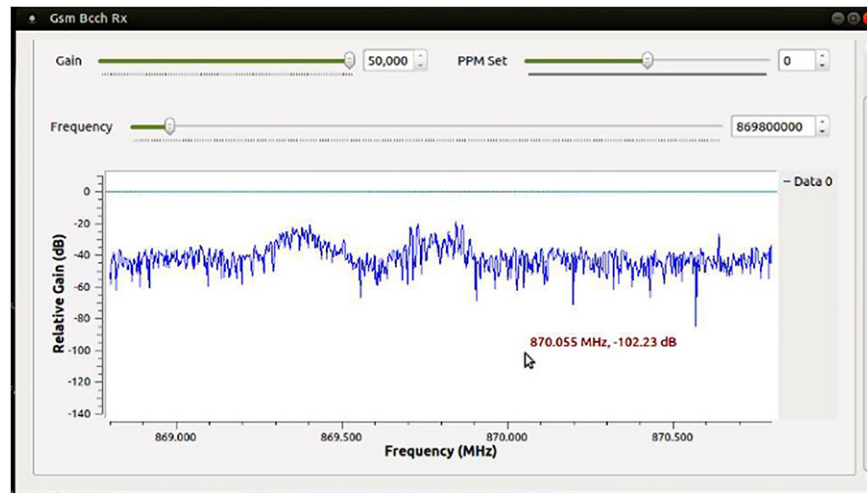 Gsm Bcch Rx
Gain 50,000 PPM Set 0
Frequency 869800000
Data 0
0
-20
-40
-60
-80
-100
-120
-140
Relative Gain (dB)
870.055 MHz, -102.23 dB
869.000 869.500 870.000 870.500
Frequency (MHz)